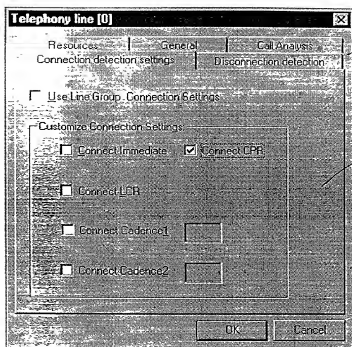 Telephony line [0]
Resources General Call Analysis
Connection detection settings Disconnection detection
Use Line Group Connection Settings
Customize Connection Settings
Connect Immediate Connect CPR
Connect LCR
Connect Cadence1
Connect Cadence2
OK Cancel